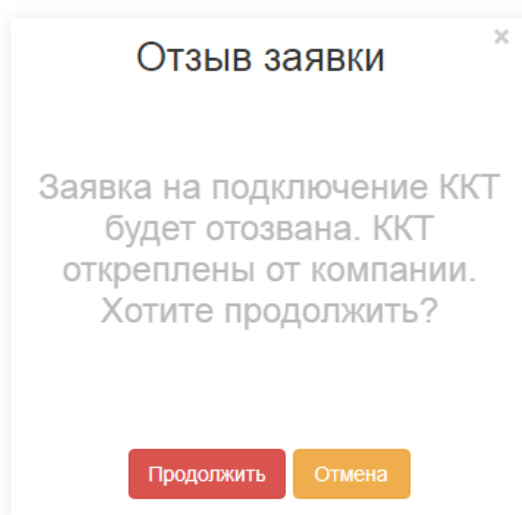 Отзыв заявки
×
Заявка на подключение ККТ
будет отозвана. ККТ
откреплены от компании.
Хотите продолжить?
Продолжить
Отмена